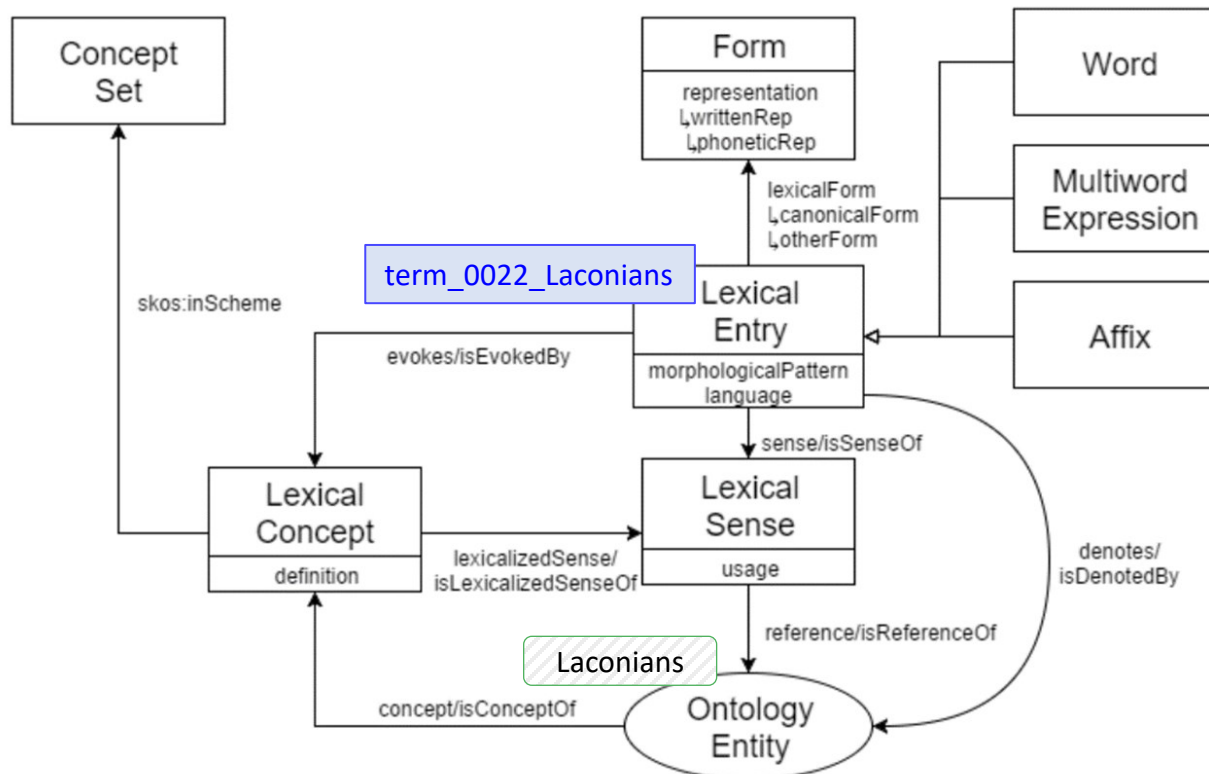 Concept
Set
Form
representation
↳writtenRep
↳phoneticRep
Word
Multiword
Expression
Affix
lexicalForm
↳canonicalForm
↳otherForm
term_0022_Laconians
Lexical
Entry
morphologicalPattern
language
skos:inScheme
evokes/isEvokedBy
sense/isSenseOf
Lexical
Concept
definition
lexicalizedSense/
isLexicalizedSenseOf
Lexical
Sense
usage
denotes/
isDenotedBy
reference/isReferenceOf
Laconians
concept/isConceptOf
Ontology
Entity